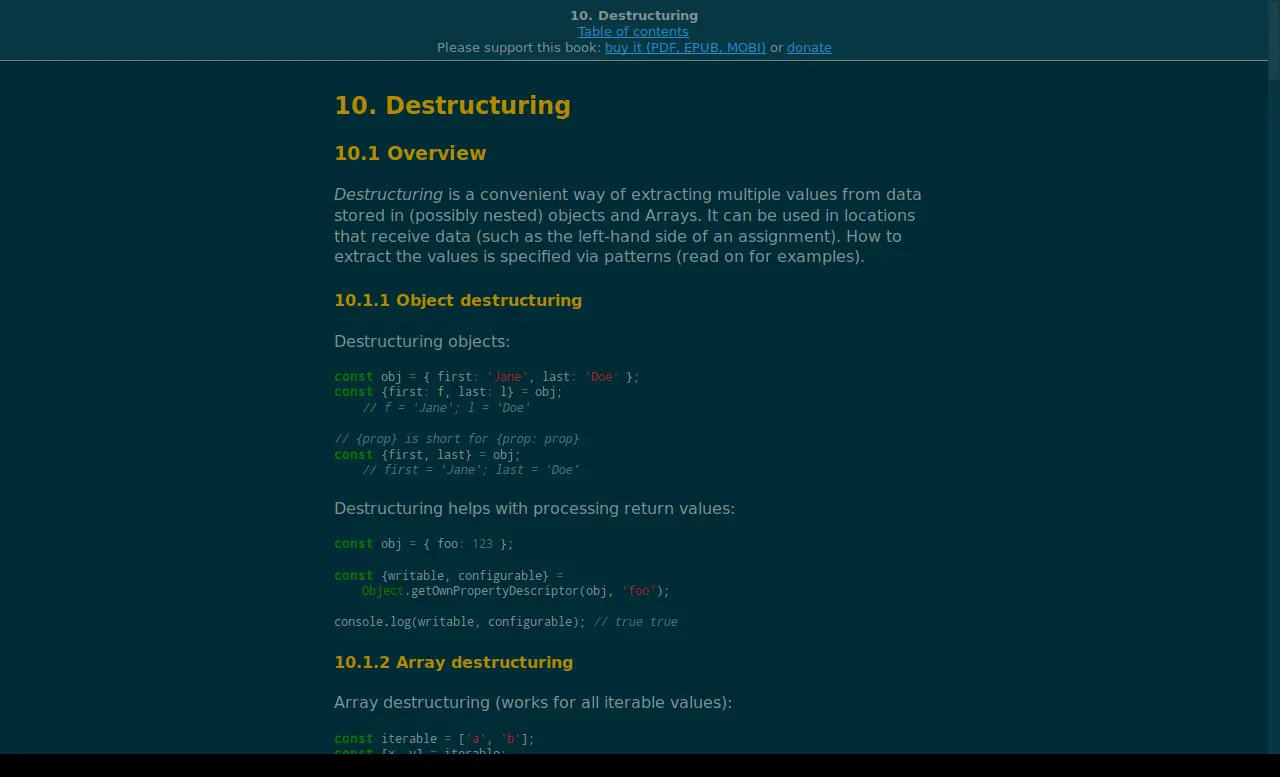 10. Destructuring
Table of contents
Please support this book: buy it (PDF, EPUB, MOBI) or donate
10. Destructuring
10.1 Overview
Destructuring is a convenient way of extracting multiple values from data
stored in (possibly nested) objects and Arrays. It can be used in locations
that receive data (such as the left-hand side of an assignment). How to
extract the values is specified via patterns (read on for examples).
10.1.1 Object destructuring
Destructuring objects:
const obj = { first: 'Jane', last: 'Doe' };
const {first: f, last: l} = obj;
    // f = 'Jane'; l = 'Doe'
// {prop} is short for {prop: prop}
const {first, last} = obj;
    // first = 'Jane'; last = 'Doe'
Destructuring helps with processing return values:
const obj = { foo: 123 };
const {writable, configurable} =
    Object.getOwnPropertyDescriptor(obj, 'foo');
console.log(writable, configurable); // true true
10.1.2 Array destructuring
Array destructuring (works for all iterable values):
const iterable = ['a', 'b'];
const [x, y] = iterable;